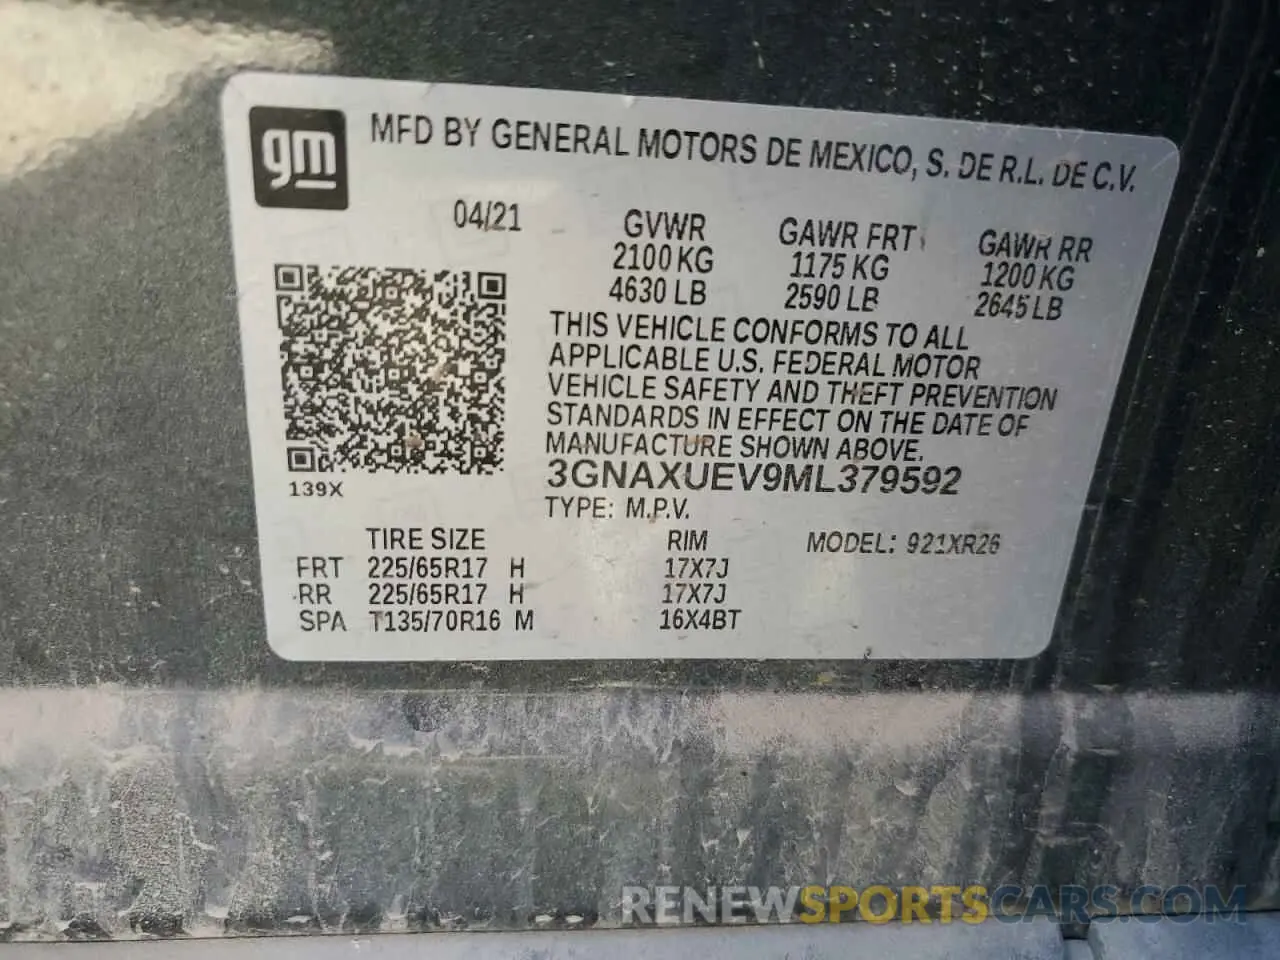 gm
MFD BY GENERAL MOTORS DE MEXICO, S. DE R.L. DE C.V.
04/21
GVWR GAWR FRT GAWR RR
2100 KG 1175 KG 1200 KG
4630 LB 2590 LB 2645 LB
THIS VEHICLE CONFORMS TO ALL
APPLICABLE U.S. FEDERAL MOTOR
VEHICLE SAFETY AND THEFT PREVENTION
STANDARDS IN EFFECT ON THE DATE OF
MANUFACTURE SHOWN ABOVE.
3GNAXUEV9ML379592
139X
TYPE: M.P.V.
TIRE SIZE RIM MODEL: 921XR26
FRT 225/65R17 H 17X7J
RR 225/65R17 H 17X7J
SPA T135/70R16 M 16X4BT
RENEWSPORTSCARS.COM